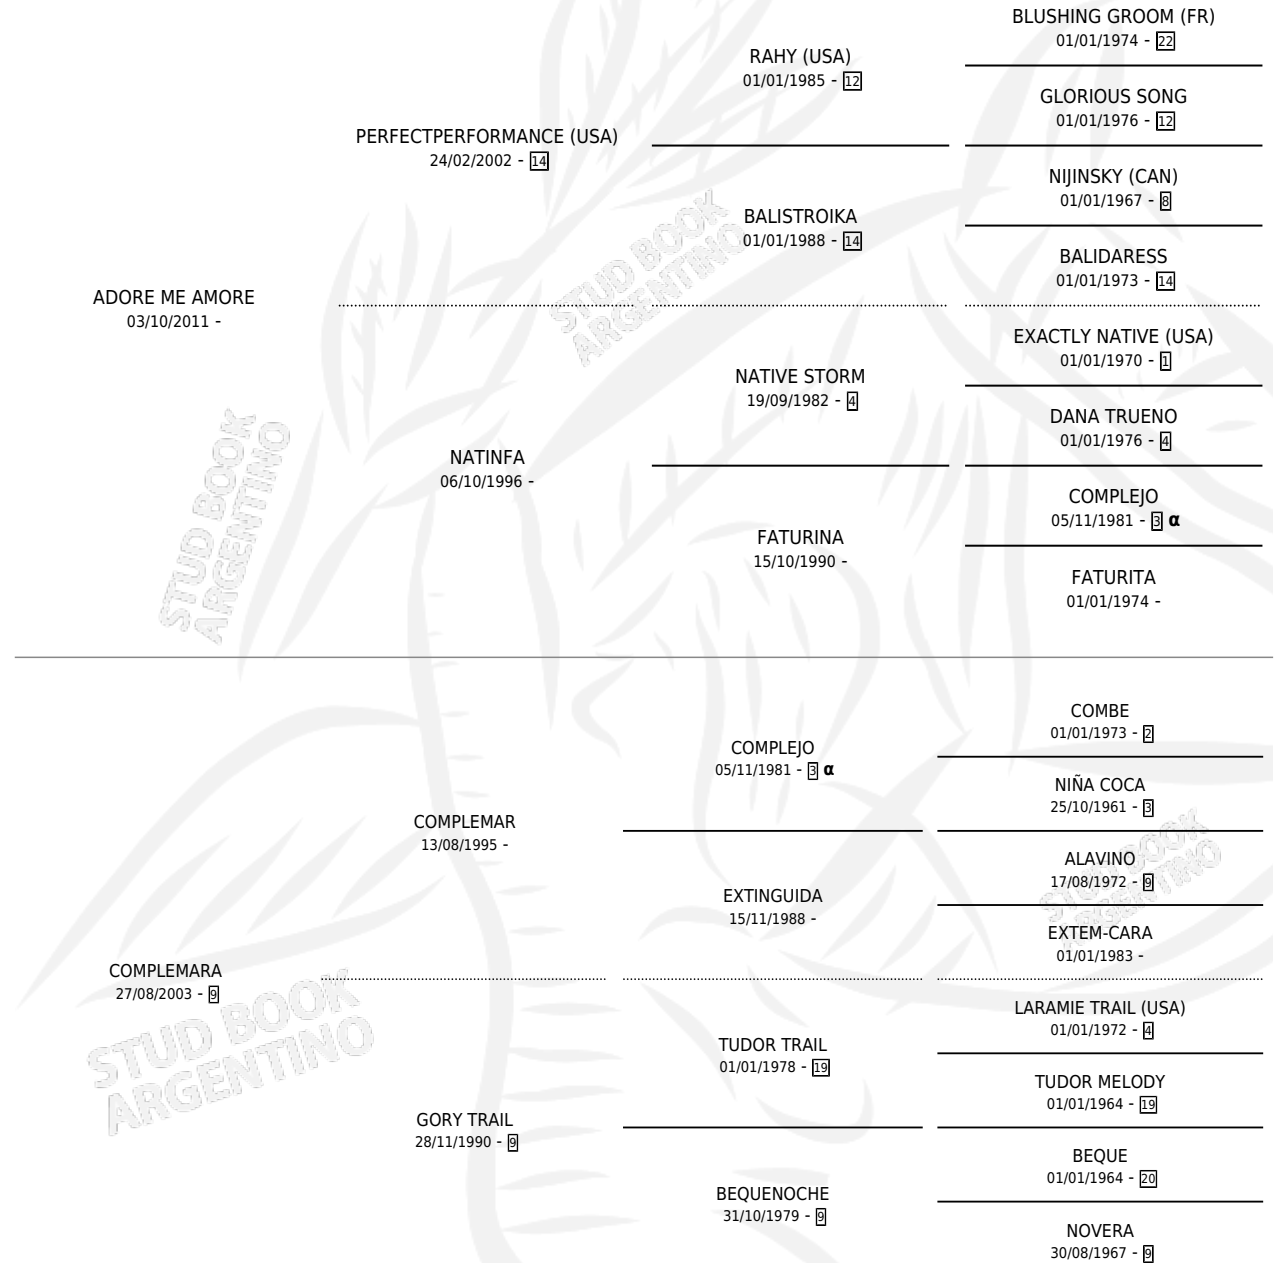 BLUSHING GROOM (FR)
01/01/1974 - 22
RAHY (USA)
01/01/1985 - 12
GLORIOUS SONG
01/01/1976 - 12
PERFECTPERFORMANCE (USA)
24/02/2002 - 14
NIJINSKY (CAN)
01/01/1967 - 8
BALISTROIKA
01/01/1988 - 14
BALIDARESS
01/01/1973 - 14
ADORE ME AMORE
03/10/2011 -
EXACTLY NATIVE (USA)
01/01/1970 - 1
NATIVE STORM
19/09/1982 - 4
DANA TRUENO
01/01/1976 - 4
NATINFA
06/10/1996 -
COMPLEJO
05/11/1981 - 3 α
FATURINA
15/10/1990 -
FATURITA
01/01/1974 -
COMBE
01/01/1973 - 2
COMPLEJO
05/11/1981 - 3 α
NIÑA COCA
25/10/1961 - 3
COMPLEMAR
13/08/1995 -
ALAVINO
17/08/1972 - 9
EXTINGUIDA
15/11/1988 -
EXTEM-CARA
01/01/1983 -
COMPLEMARA
27/08/2003 - 9
LARAMIE TRAIL (USA)
01/01/1972 - 4
TUDOR TRAIL
01/01/1978 - 19
TUDOR MELODY
01/01/1964 - 19
GORY TRAIL
28/11/1990 - 9
BEQUE
01/01/1964 - 20
BEQUENOCHE
31/10/1979 - 9
NOVERA
30/08/1967 - 9
STUD BOOK
ARGENTINO
STUD BOOK
ARGENTINO
STUD BOOK
ARGENTINO
STUD BOOK
ARGENTINO